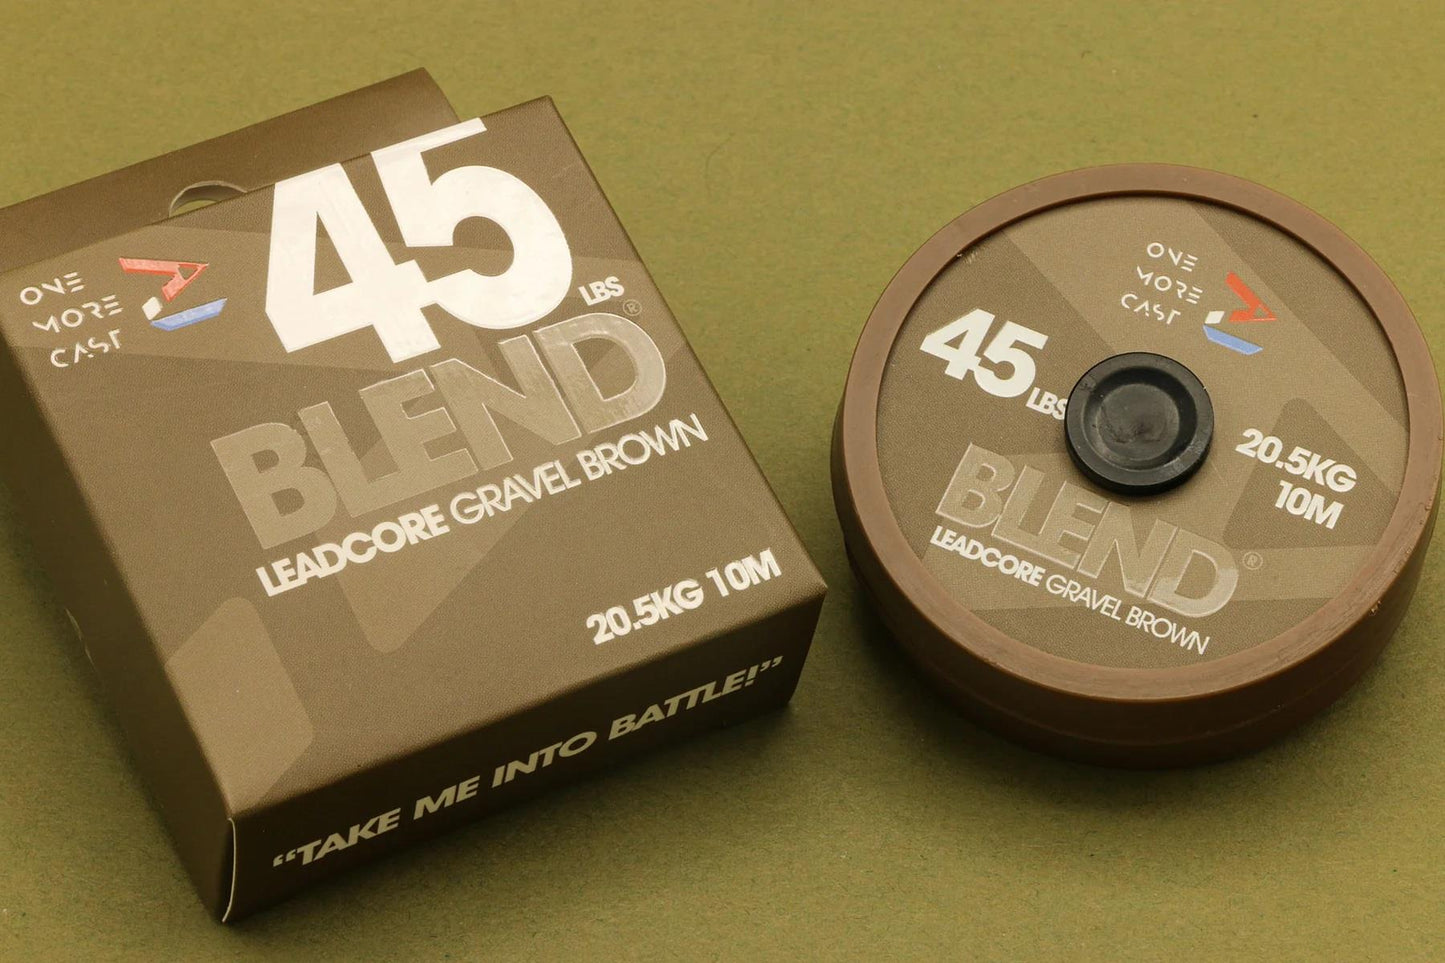 ONE
MORE
CAST
45
LBS
BLEND®
LEADCORE GRAVEL BROWN
20.5KG 10M
“TAKE ME INTO BATTLE!”
ONE
MORE
CAST
45
LBS
20.5KG
10M
BLEND®
LEADCORE GRAVEL BROWN